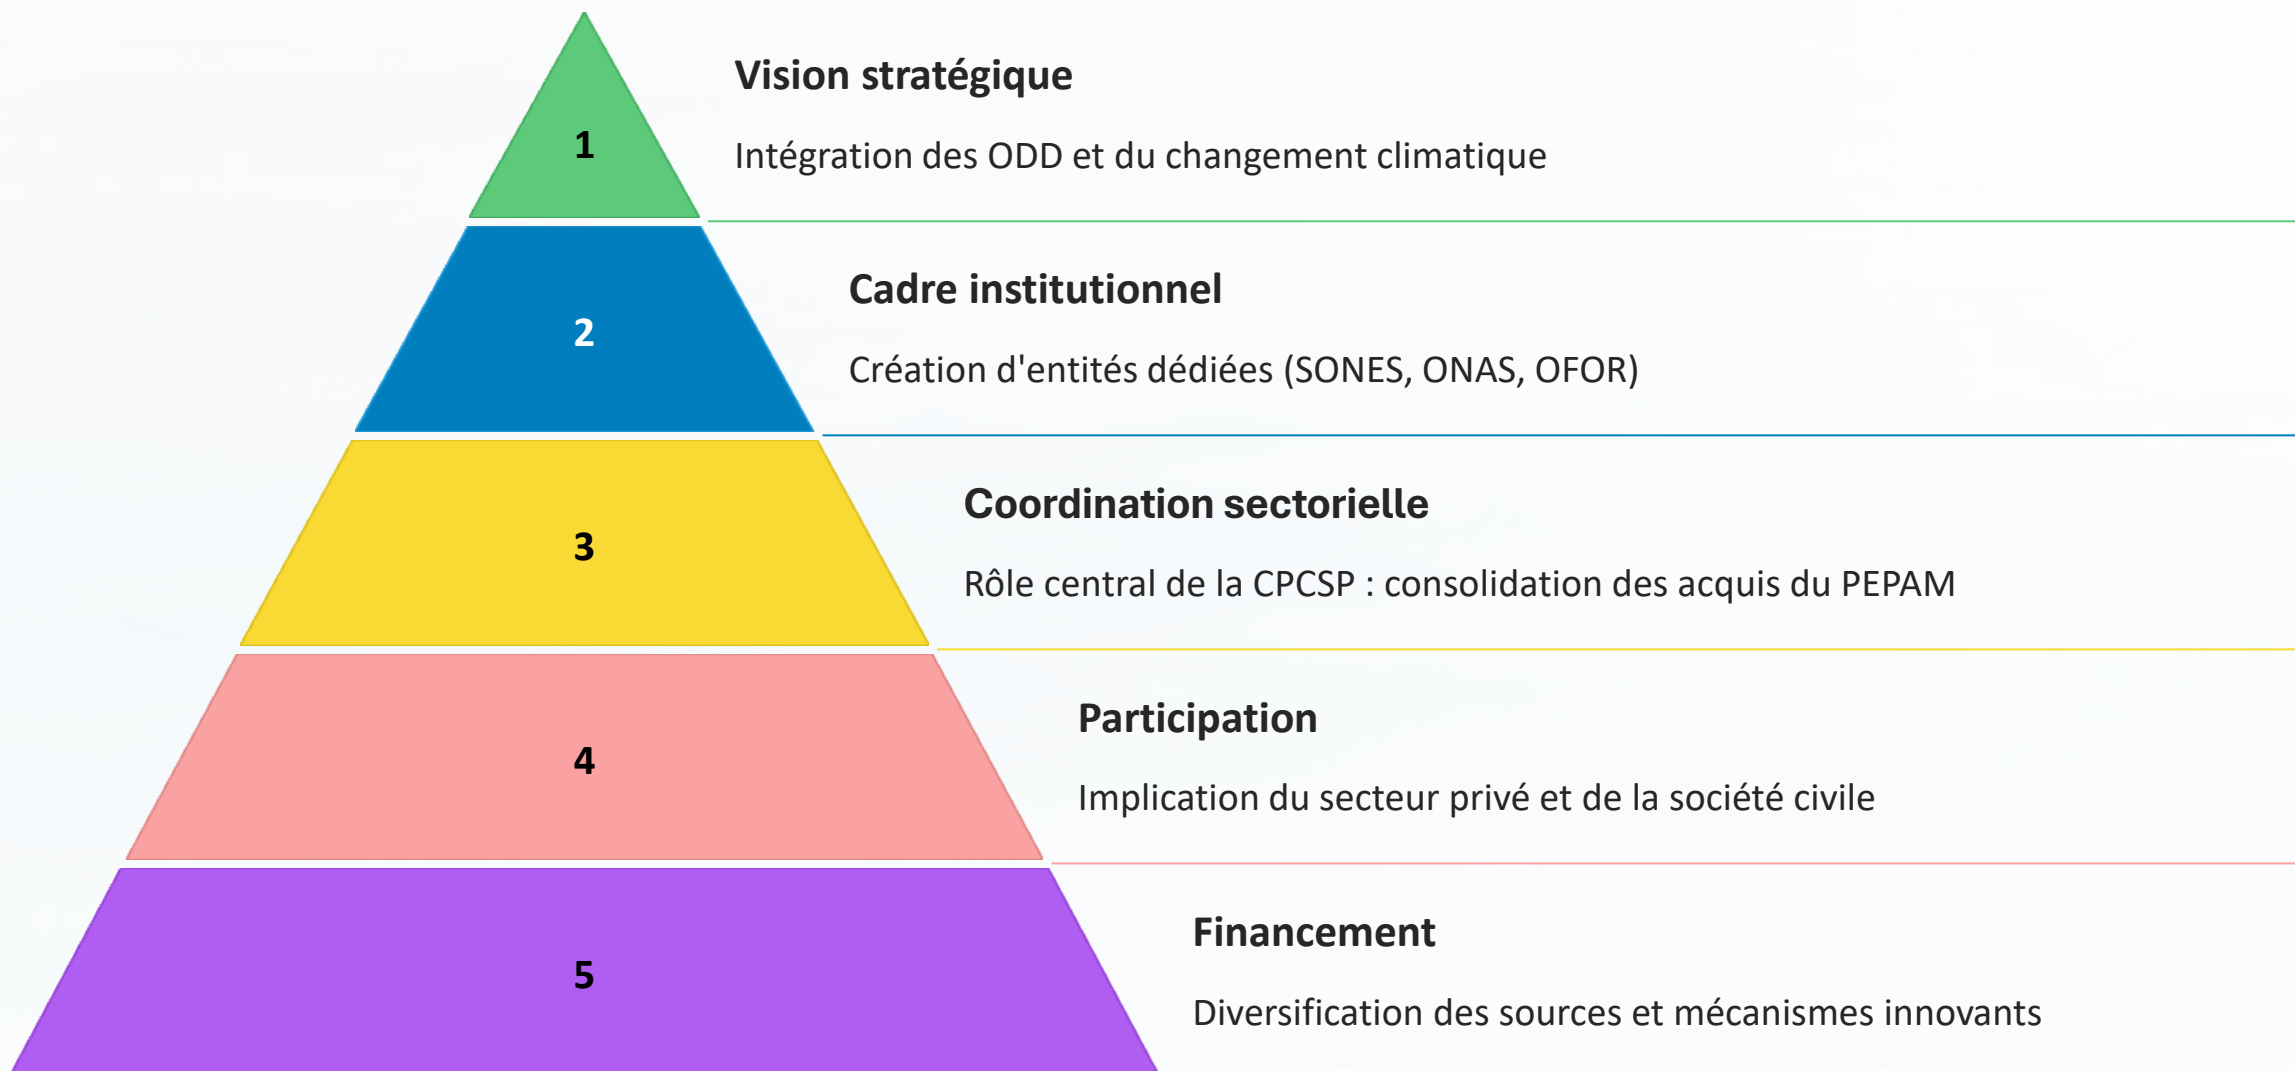 1
Vision stratégique
Intégration des ODD et du changement climatique
2
Cadre institutionnel
Création d'entités dédiées (SONES, ONAS, OFOR)
3
Coordination sectorielle
Rôle central de la CPCSP : consolidation des acquis du PEPAM
4
Participation
Implication du secteur privé et de la société civile
5
Financement
Diversification des sources et mécanismes innovants